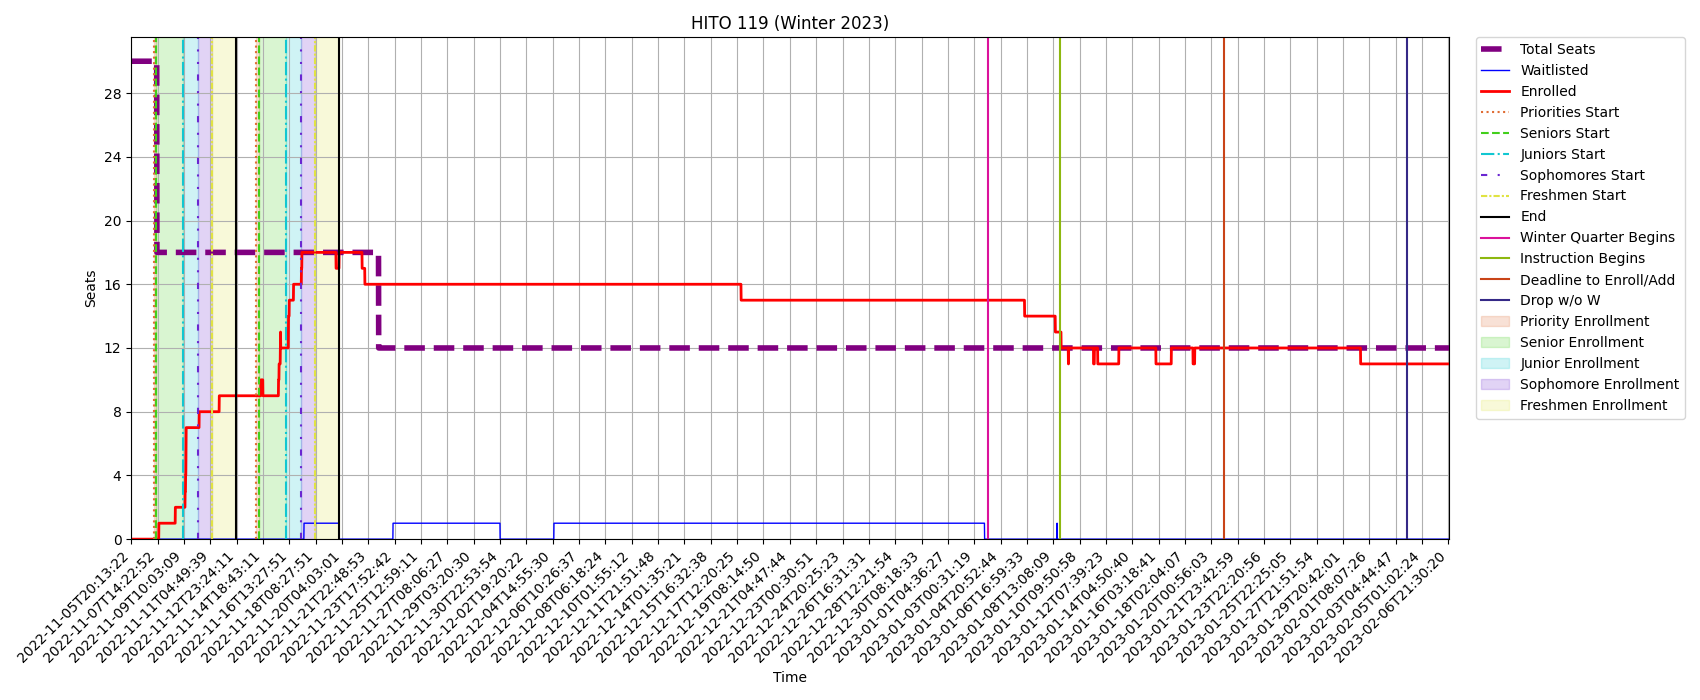 HITO 119 (Winter 2023)
Seats
28
24
20
16
12
8
4
0
2022-11-05T20:13:22
2022-11-07T14:22:52
2022-11-09T10:03:09
2022-11-11T04:49:39
2022-11-12T23:24:11
2022-11-14T18:43:11
2022-11-16T13:27:51
2022-11-18T08:27:51
2022-11-20T04:03:01
2022-11-21T22:48:53
2022-11-23T17:52:42
2022-11-25T12:59:11
2022-11-27T08:06:27
2022-11-29T03:20:30
2022-11-30T22:53:54
2022-12-02T19:20:22
2022-12-04T14:55:30
2022-12-06T10:26:37
2022-12-08T06:18:24
2022-12-10T01:55:12
2022-12-11T21:51:48
2022-12-14T01:35:21
2022-12-15T16:32:38
2022-12-17T12:20:25
2022-12-19T08:14:50
2022-12-21T04:47:44
2022-12-23T00:30:51
2022-12-24T20:25:23
2022-12-26T16:31:31
2022-12-28T12:21:54
2022-12-30T08:18:33
2023-01-01T04:36:27
2023-01-03T00:31:19
2023-01-04T20:52:44
2023-01-06T16:59:33
2023-01-08T13:08:09
2023-01-10T09:50:58
2023-01-12T07:39:23
2023-01-14T04:50:40
2023-01-16T03:18:41
2023-01-18T02:04:07
2023-01-20T00:56:03
2023-01-21T23:42:59
2023-01-23T22:20:56
2023-01-25T22:25:05
2023-01-27T21:51:54
2023-01-29T20:42:01
2023-02-01T08:07:26
2023-02-03T04:44:47
2023-02-05T01:02:24
2023-02-06T21:30:20
Time
Total Seats
Waitlisted
Enrolled
Priorities Start
Seniors Start
Juniors Start
Sophomores Start
Freshmen Start
End
Winter Quarter Begins
Instruction Begins
Deadline to Enroll/Add
Drop w/o W
Priority Enrollment
Senior Enrollment
Junior Enrollment
Sophomore Enrollment
Freshmen Enrollment